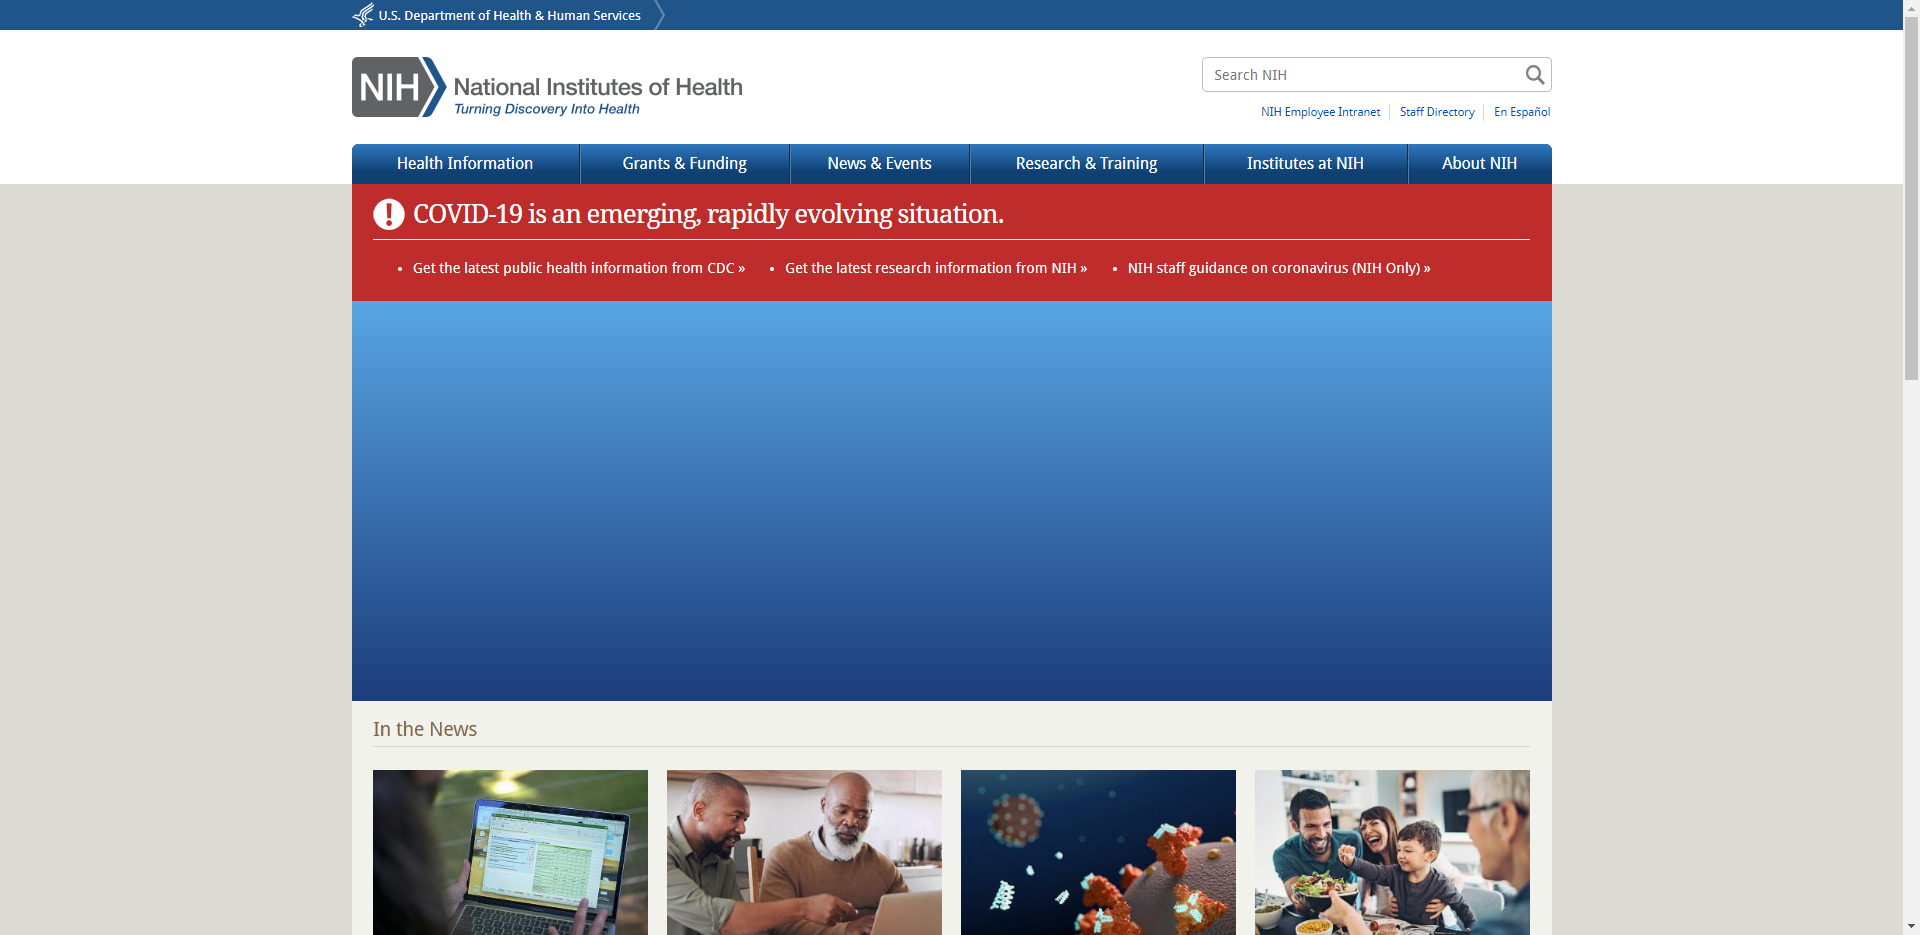 U.S. Department of Health & Human Services
NIH National Institutes of Health
Turning Discovery Into Health
Search NIH
NIH Employee Intranet Staff Directory En Español
Health Information Grants & Funding News & Events Research & Training Institutes at NIH About NIH
COVID-19 is an emerging, rapidly evolving situation.
• Get the latest public health information from CDC » • Get the latest research information from NIH » • NIH staff guidance on coronavirus (NIH Only) »
In the News